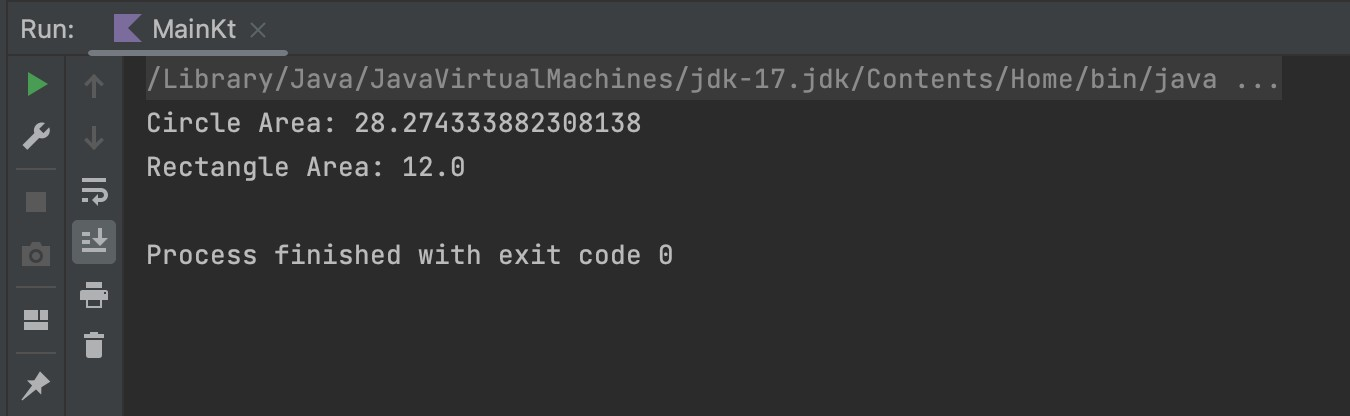 Run: MainKt
/Library/Java/JavaVirtualMachines/jdk-17.jdk/Contents/Home/bin/java ...
Circle Area: 28.274333882308138
Rectangle Area: 12.0
Process finished with exit code 0